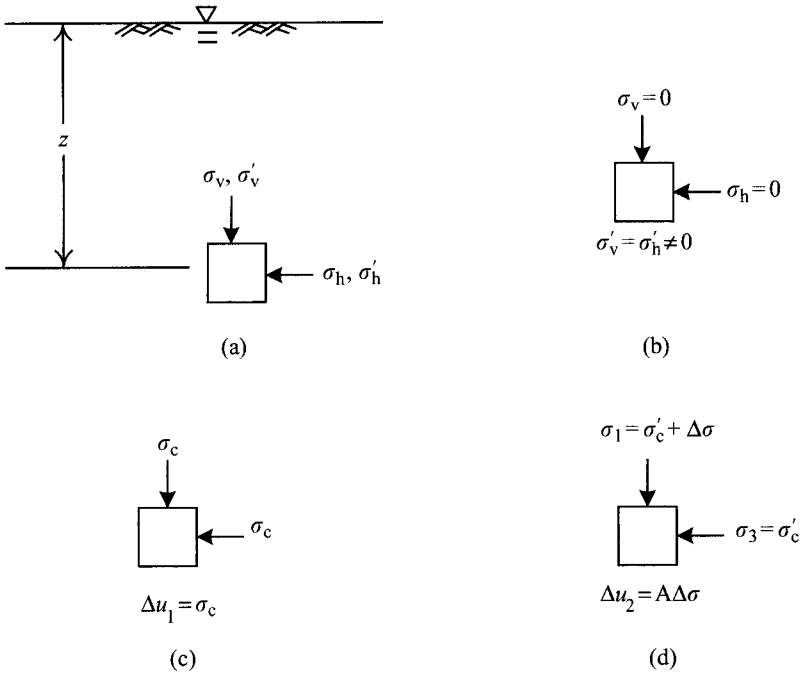 z
σv, σ′v
σh, σ′h
(a)
σv = 0
σh = 0
σ′v = σ′h ≠ 0
(b)
σc
σc
Δu1 = σc
(c)
σ1 = σ′c + Δσ
σ3 = σ′c
Δu2 = AΔσ
(d)